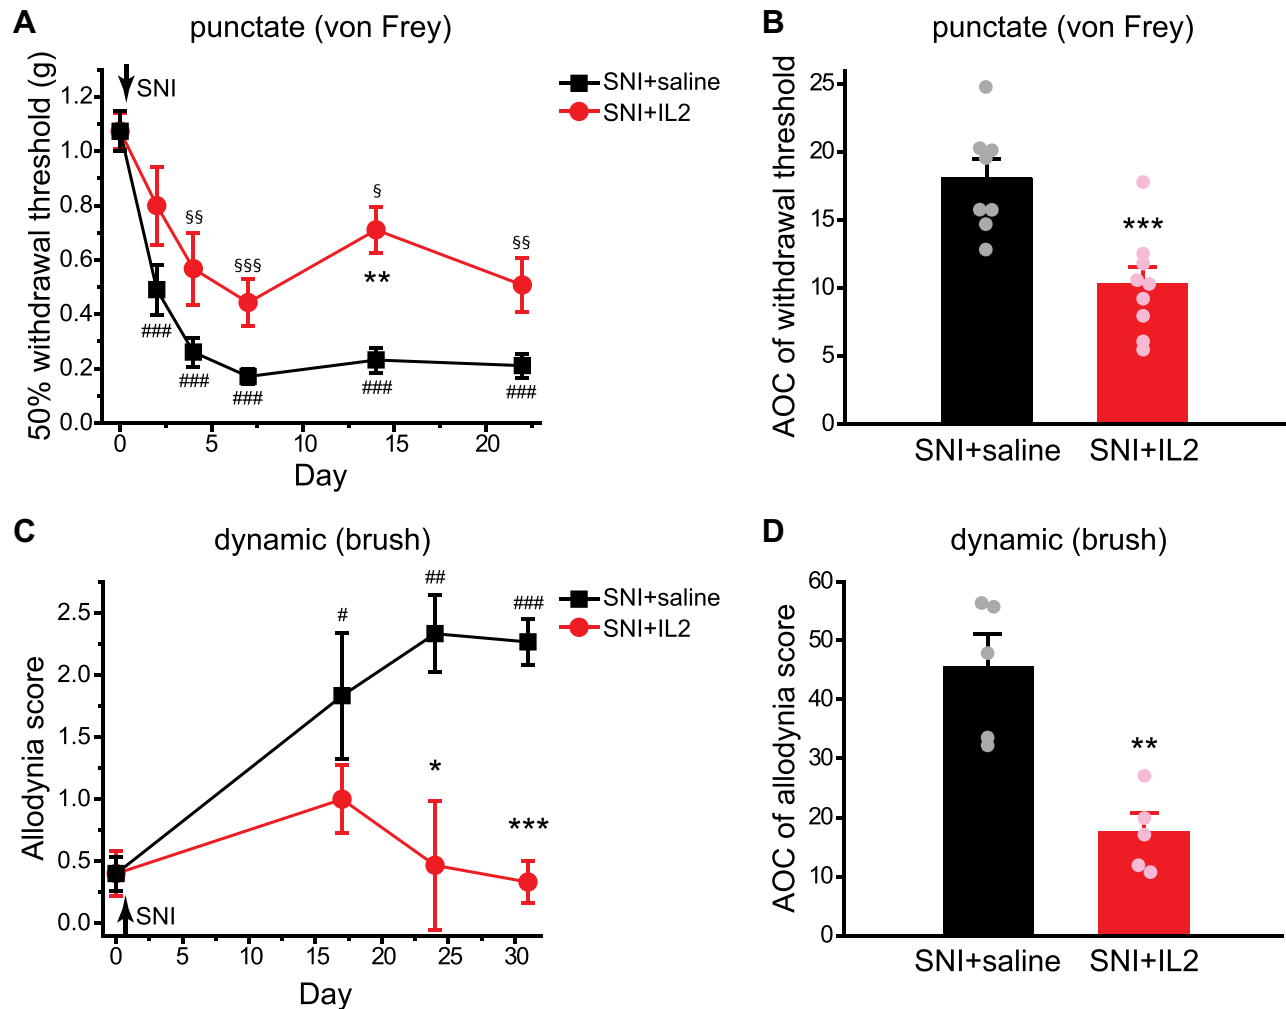 A
punctate (von Frey)
50% withdrawal threshold (g)
1.2
1.0
0.8
0.6
0.4
0.2
0.0
SNI
SNI+saline
SNI+IL2
§§
§§§
§
§§
**
###
###
###
###
###
0
5
10
15
20
Day
B
punctate (von Frey)
AOC of withdrawal threshold
25
20
15
10
5
0
***
SNI+saline
SNI+IL2
C
dynamic (brush)
Allodynia score
2.5
2.0
1.5
1.0
0.5
0.0
SNI+saline
SNI+IL2
#
##
###
*
***
SNI
0
5
10
15
20
25
30
Day
D
dynamic (brush)
AOC of allodynia score
60
50
40
30
20
10
0
**
SNI+saline
SNI+IL2